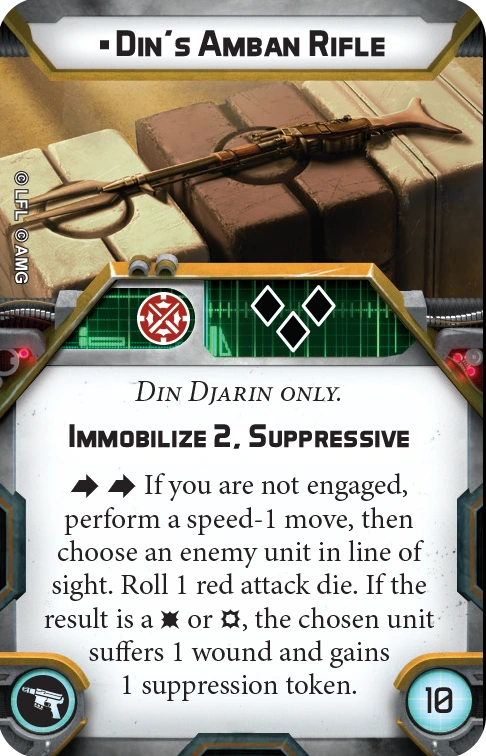 ▪Din's Amban Rifle
© LFL © AMG
Din Djarin only.
Immobilize 2, Suppressive
If you are not engaged,
perform a speed-1 move, then
choose an enemy unit in line of
sight. Roll 1 red attack die. If the
result is a or , the chosen unit
suffers 1 wound and gains
1 suppression token.
10